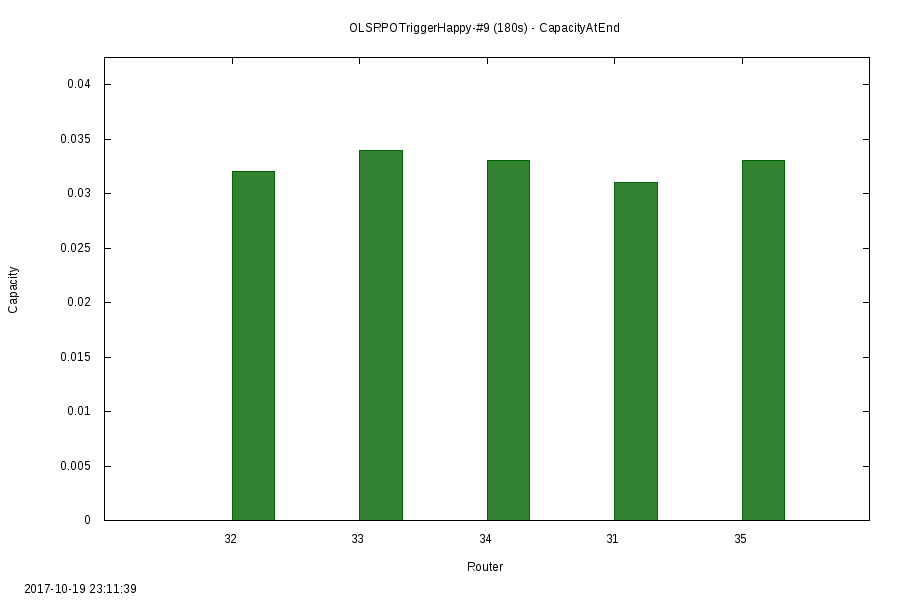 OLSRPOTriggerHappy-#9 (180s) - CapacityAtEnd
0.04
0.035
0.03
0.025
0.02
0.015
0.01
0.005
0
Capacity
32 33 34 31 35
Router
2017-10-19 23:11:39